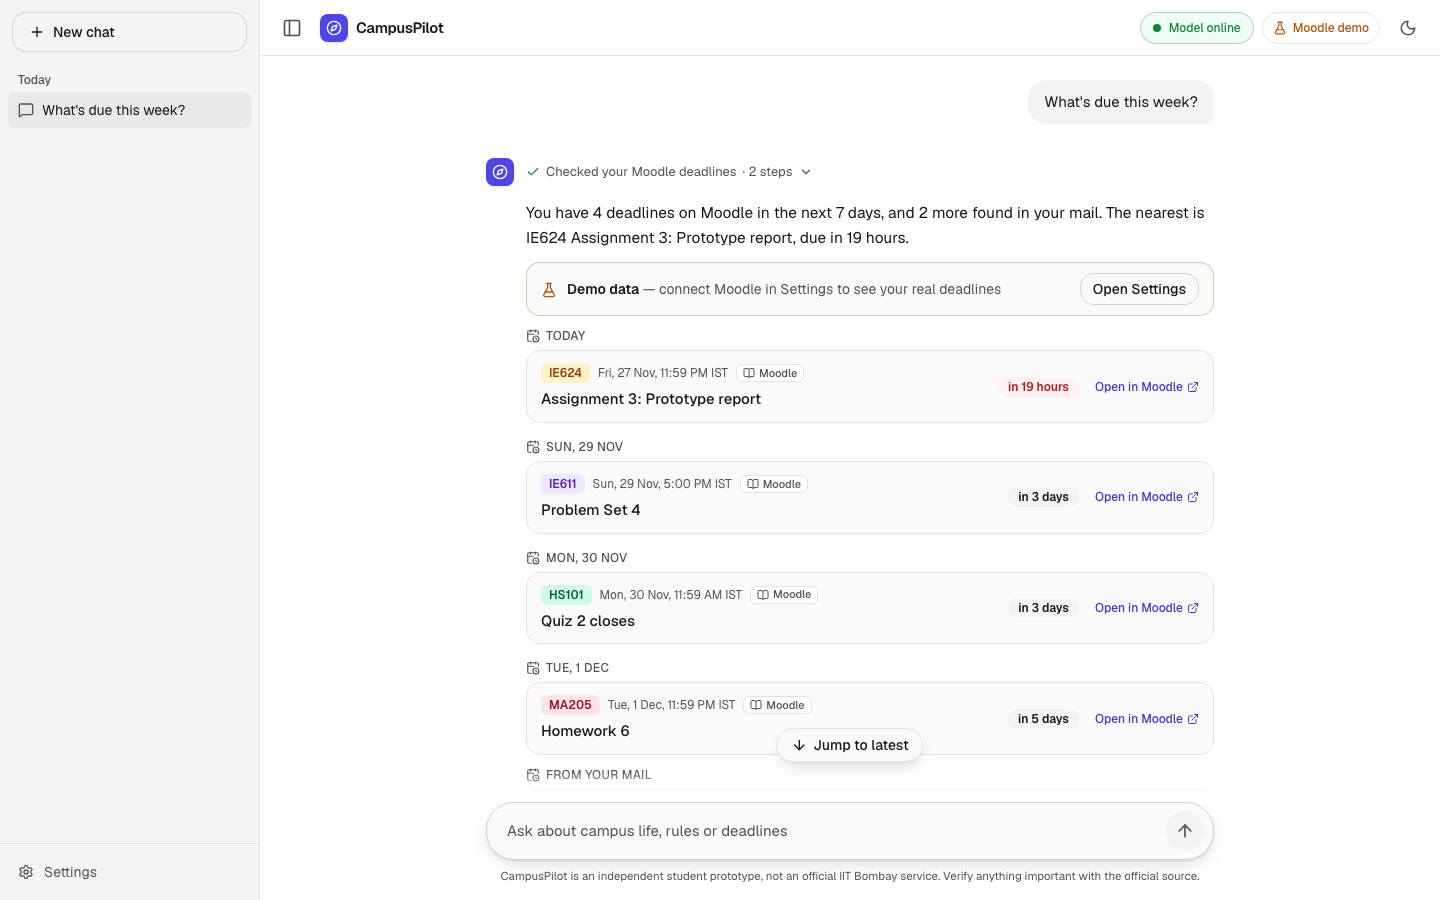 New chat
Today
What's due this week?
Settings
CampusPilot
Model online
Moodle demo
What's due this week?
Checked your Moodle deadlines · 2 steps
You have 4 deadlines on Moodle in the next 7 days, and 2 more found in your mail. The nearest is
IE624 Assignment 3: Prototype report, due in 19 hours.
Demo data — connect Moodle in Settings to see your real deadlines
Open Settings
TODAY
IE624 Fri, 27 Nov, 11:59 PM IST Moodle
Assignment 3: Prototype report
in 19 hours
Open in Moodle
SUN, 29 NOV
IE611 Sun, 29 Nov, 5:00 PM IST Moodle
Problem Set 4
in 3 days
Open in Moodle
MON, 30 NOV
HS101 Mon, 30 Nov, 11:59 AM IST Moodle
Quiz 2 closes
in 3 days
Open in Moodle
TUE, 1 DEC
MA205 Tue, 1 Dec, 11:59 PM IST Moodle
Homework 6
in 5 days
Open in Moodle
Jump to latest
FROM YOUR MAIL
Ask about campus life, rules or deadlines
CampusPilot is an independent student prototype, not an official IIT Bombay service. Verify anything important with the official source.